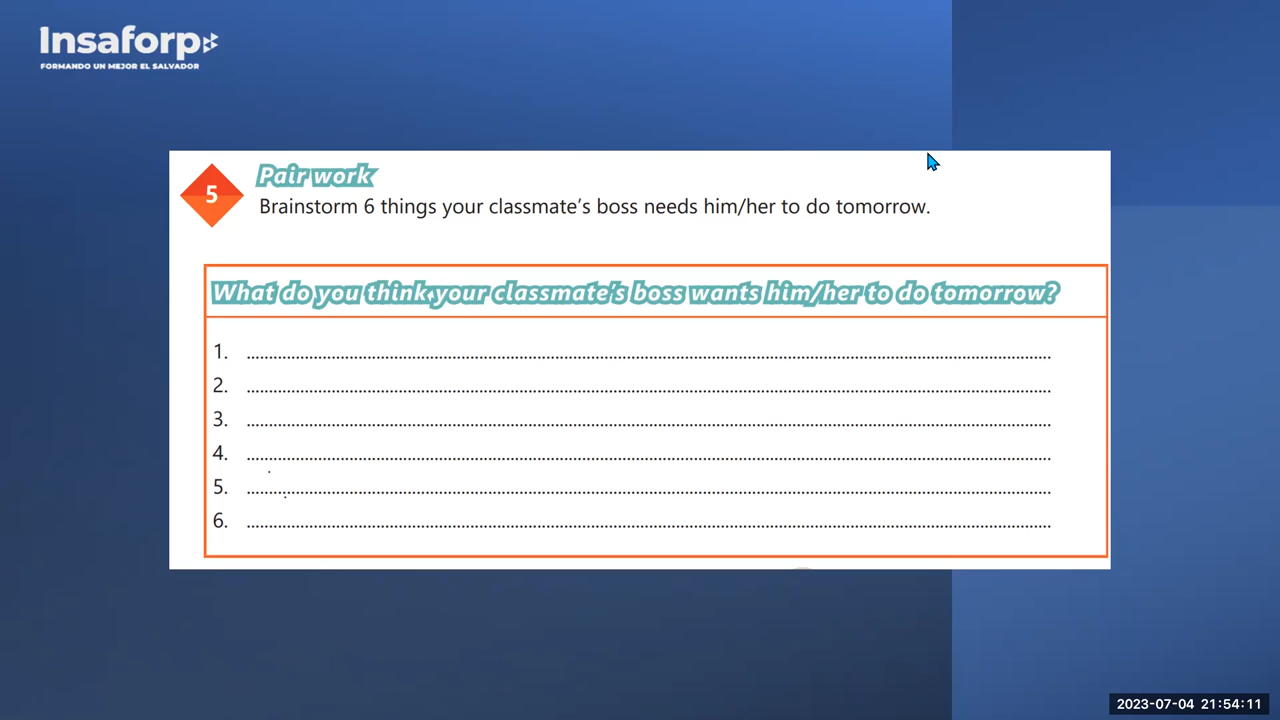 Insaforp
FORMANDO UN MEJOR EL SALVADOR
5
Pair work
Brainstorm 6 things your classmate's boss needs him/her to do tomorrow.
What do you think your classmate's boss wants him/her to do tomorrow?
1. ........................................................................
2. ........................................................................
3. ........................................................................
4. ........................................................................
5. ........................................................................
6. ........................................................................
2023-07-04 21:54:11